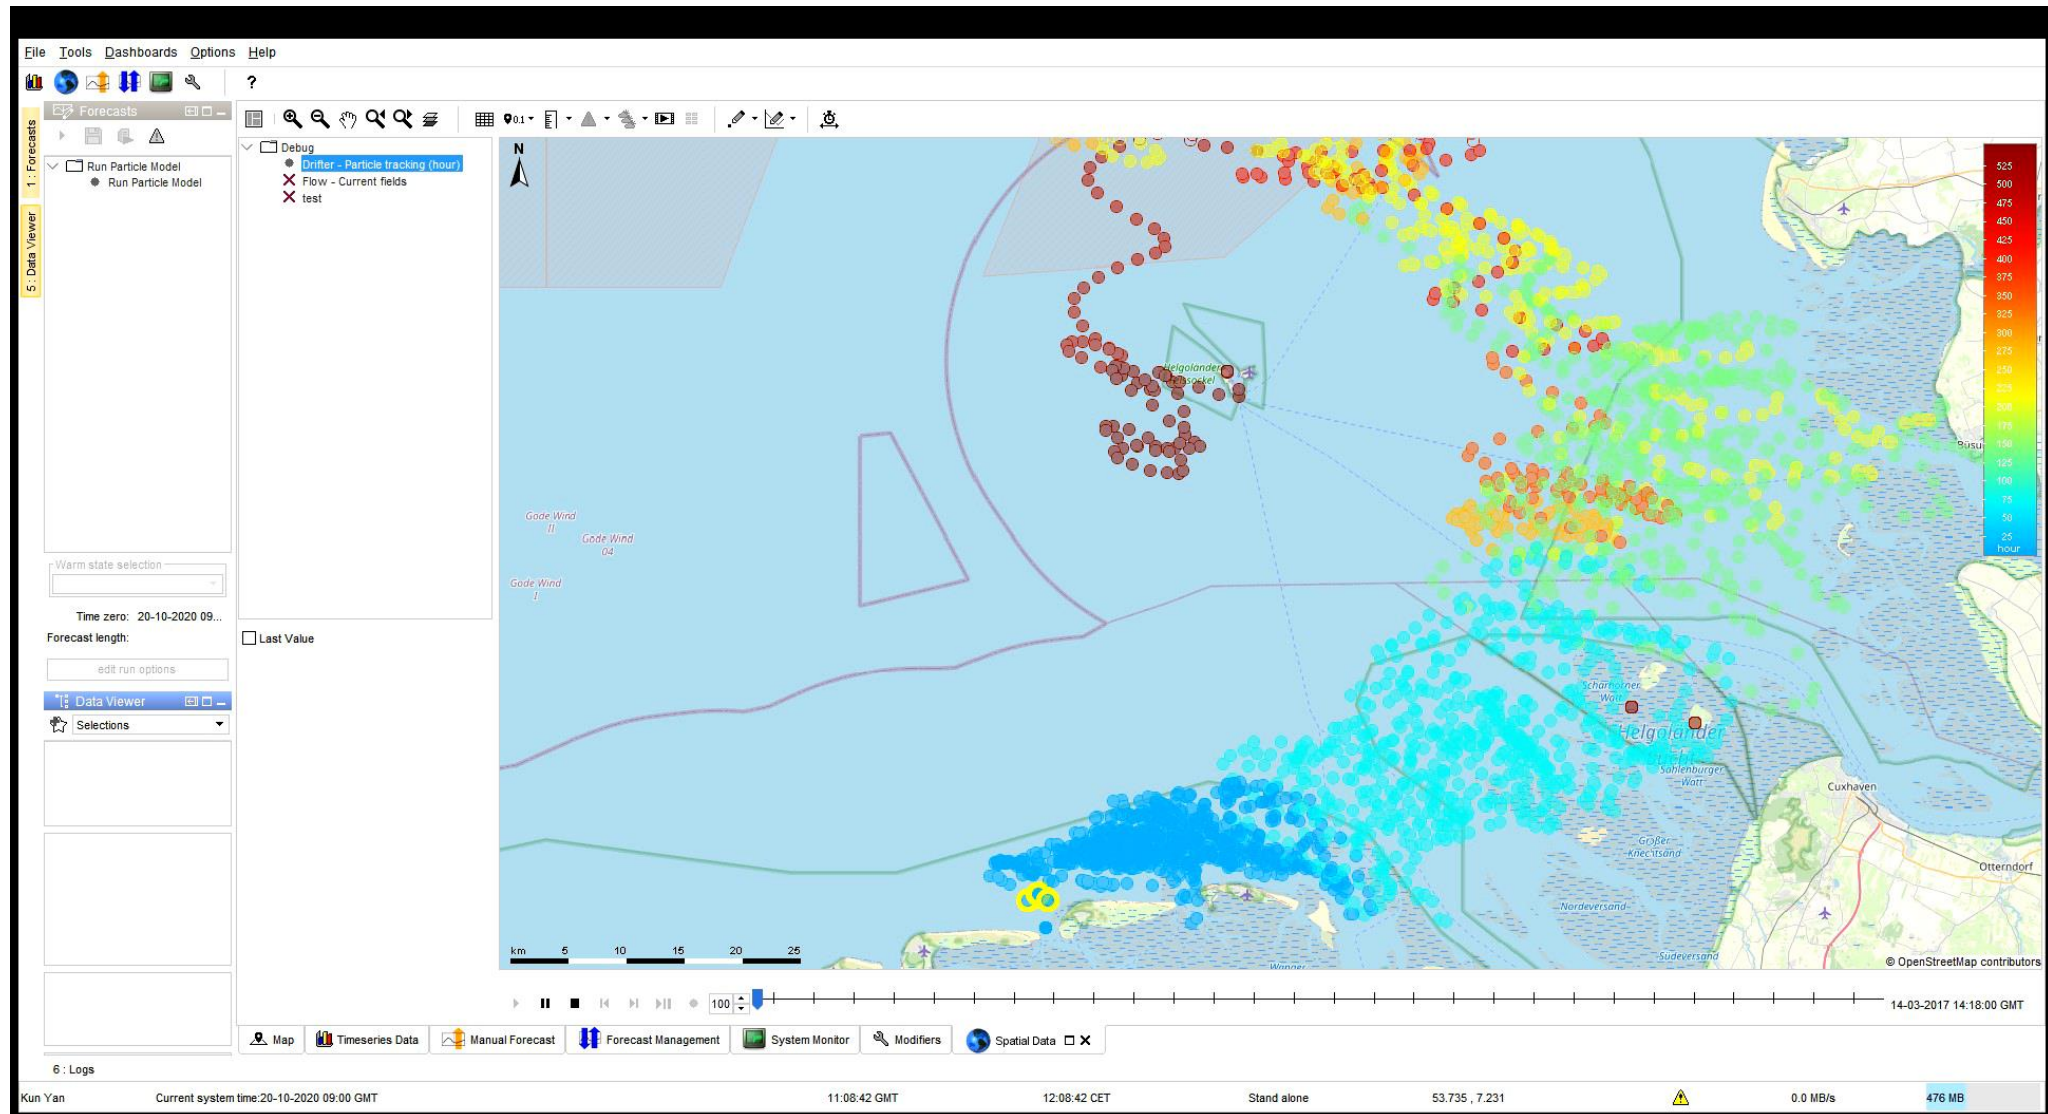 File Tools Dashboards Options Help
?
1 : Forecasts
5 : Data Viewer
Forecasts
Run Particle Model
Run Particle Model
Warm state selection
Time zero: 20-10-2020 09...
Forecast length:
edit run options
Data Viewer
Selections
0.1
Debug
Drifter - Particle tracking (hour)
Flow - Current fields
test
Last Value
N
Helgoländer
Gode Wind
II
Gode Wind
04
Gode Wind
I
Büsu
Scharhörner
Watt
Helgoländer
Sahlenburger
Watt
Cuxhaven
Großer
Knechtsand
Otterndorf
Nordeversand
Südeversand
Wanger
km 5 10 15 20 25
© OpenStreetMap contributors
525
500
475
450
425
400
375
350
325
300
275
250
225
200
175
150
125
100
75
50
25
hour
100
14-03-2017 14:18:00 GMT
Map Timeseries Data Manual Forecast Forecast Management System Monitor Modifiers Spatial Data
6 : Logs
Kun Yan Current system time:20-10-2020 09:00 GMT 11:08:42 GMT 12:08:42 CET Stand alone 53.735 , 7.231 0.0 MB/s 476 MB